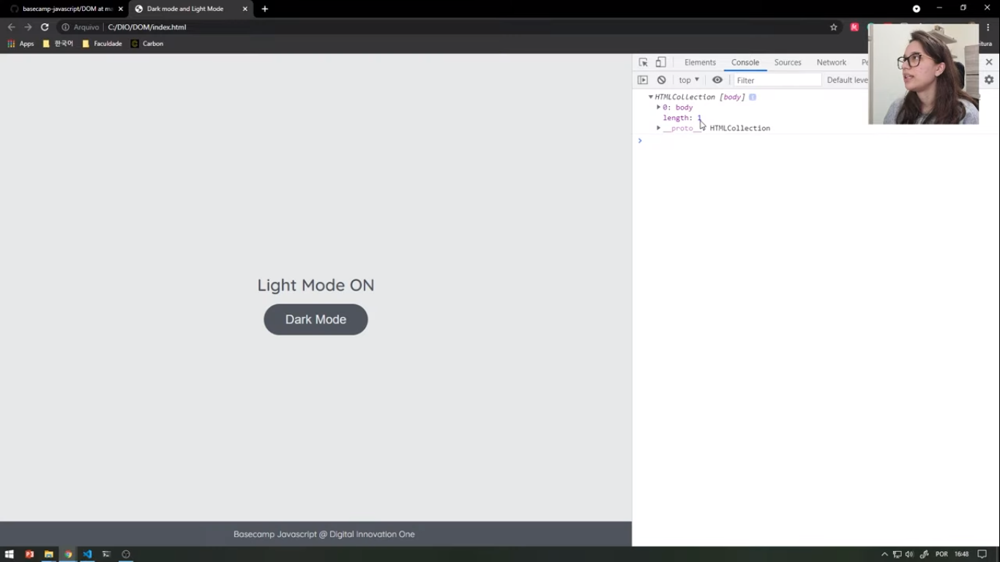 basecamp-javascript/DOM at ma
Dark mode and Light Mode
Arquivo
C:/DIO/DOM/index.html
Apps
한국어
Faculdade
Carbon
Elements
Console
Sources
Network
top
Filter
Default leve
HTMLCollection [body]
0: body
length: 1
__proto__ HTMLCollection
Light Mode ON
Dark Mode
Basecamp Javascript @ Digital Innovation One
POR
16:48